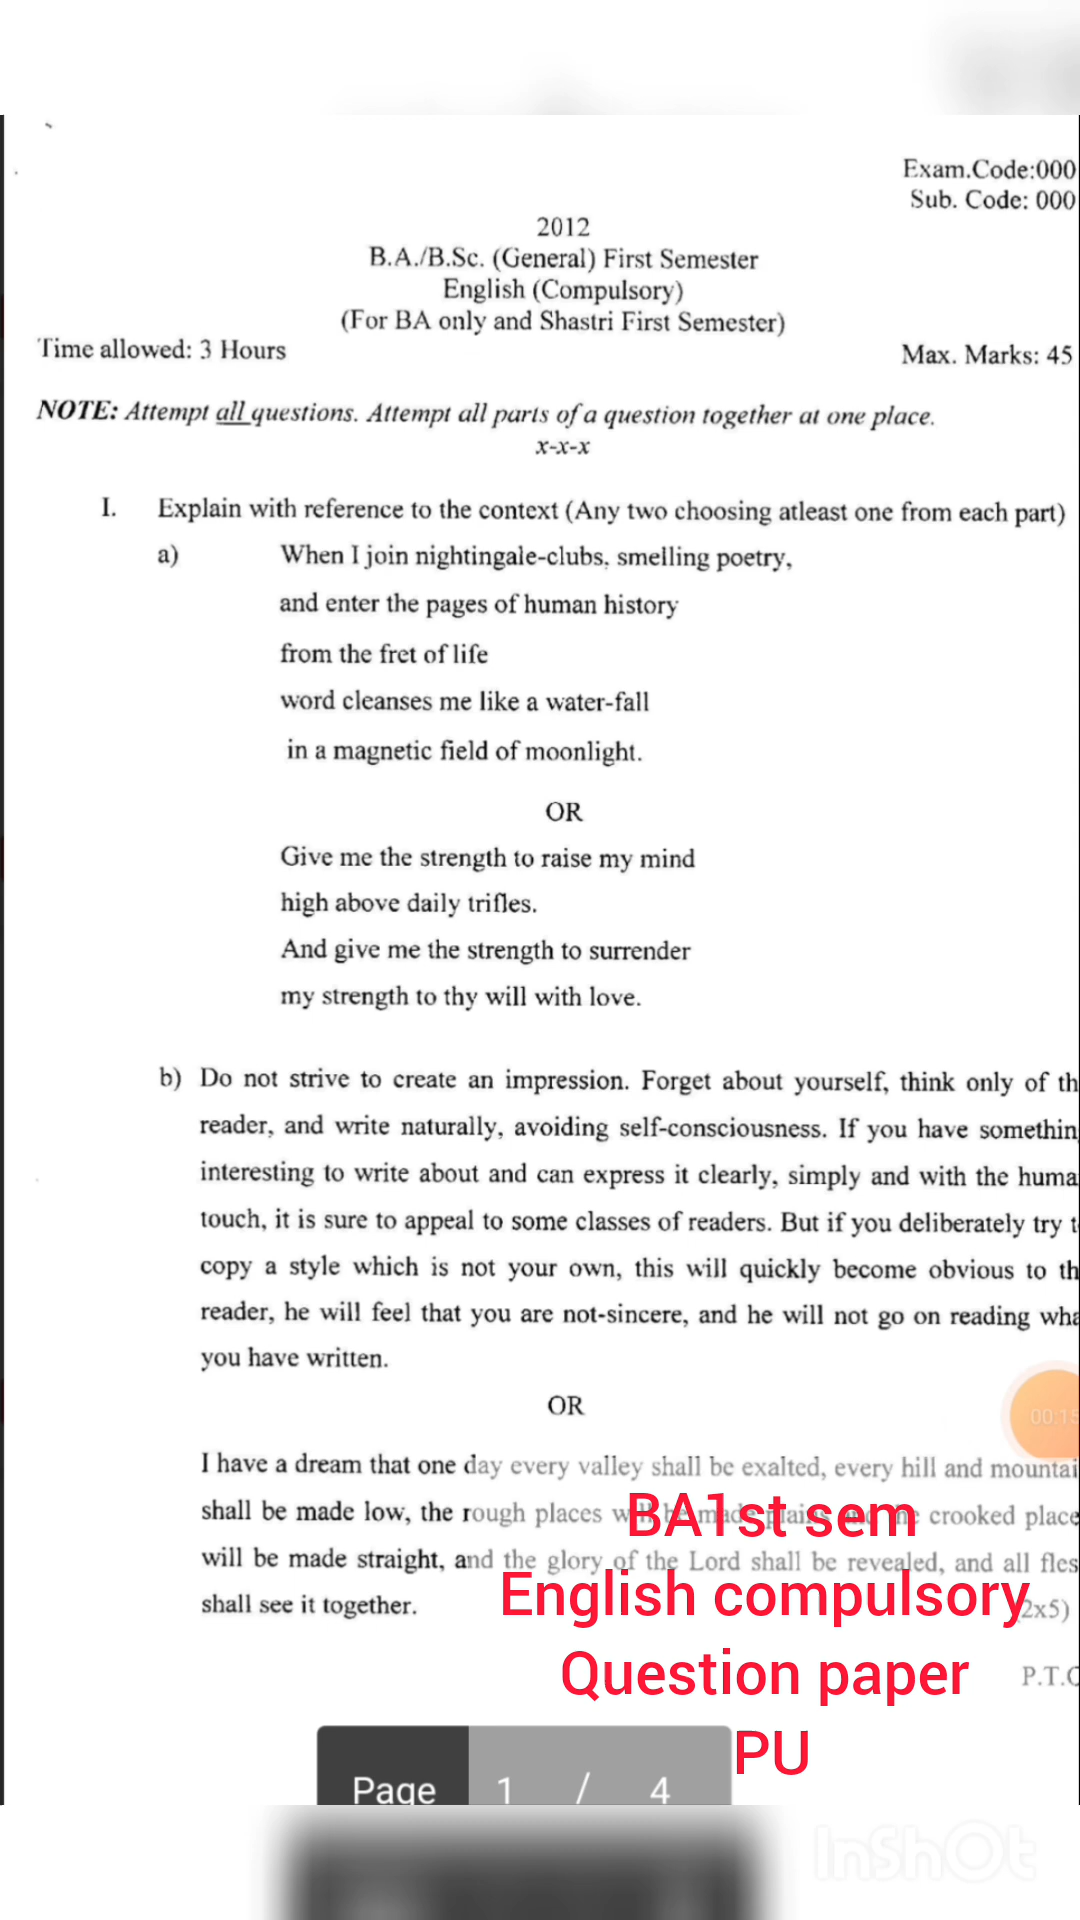 Exam.Code:000
Sub. Code: 000
2012
B.A./B.Sc. (General) First Semester
English (Compulsory)
(For BA only and Shastri First Semester)
Time allowed: 3 Hours
Max. Marks: 45
NOTE: Attempt all questions. Attempt all parts of a question together at one place.
x-x-x
I. Explain with reference to the context (Any two choosing atleast one from each part)
a) When I join nightingale-clubs, smelling poetry,
and enter the pages of human history
from the fret of life
word cleanses me like a water-fall
in a magnetic field of moonlight.
OR
Give me the strength to raise my mind
high above daily trifles.
And give me the strength to surrender
my strength to thy will with love.
b) Do not strive to create an impression. Forget about yourself, think only of th
reader, and write naturally, avoiding self-consciousness. If you have somethin
interesting to write about and can express it clearly, simply and with the huma
touch, it is sure to appeal to some classes of readers. But if you deliberately try t
copy a style which is not your own, this will quickly become obvious to th
reader, he will feel that you are not-sincere, and he will not go on reading wha
you have written.
OR
00:15
I have a dream that one day every valley shall be exalted, every hill and mountai
shall be made low, the rough places will be made plains and the crooked place
will be made straight, and the glory of the Lord shall be revealed, and all fles
shall see it together.
2x5)
P.T.O
BA1st sem
English compulsory
Question paper
PU
Page 1 / 4
InShOt